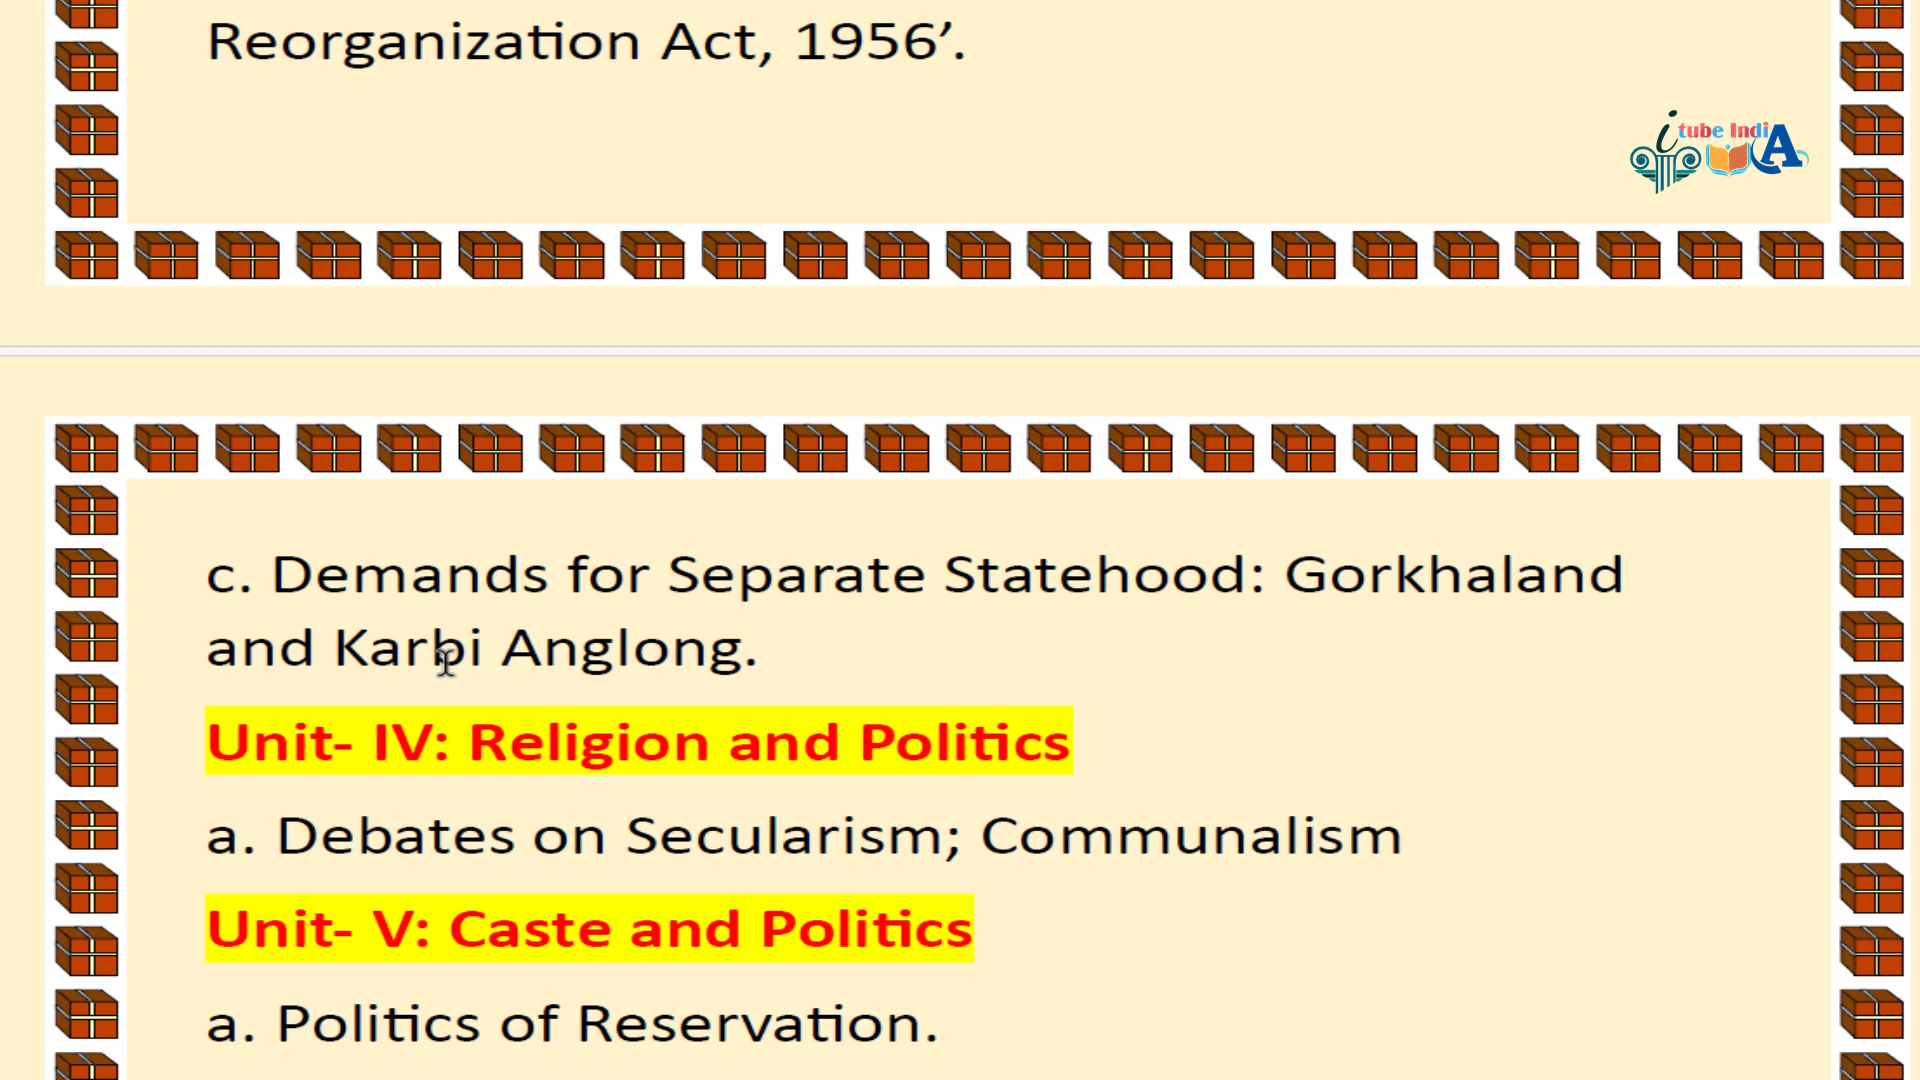 Reorganization Act, 1956’.
i tube IndiA
c. Demands for Separate Statehood: Gorkhaland
and Karbi Anglong.
Unit- IV: Religion and Politics
a. Debates on Secularism; Communalism
Unit- V: Caste and Politics
a. Politics of Reservation.